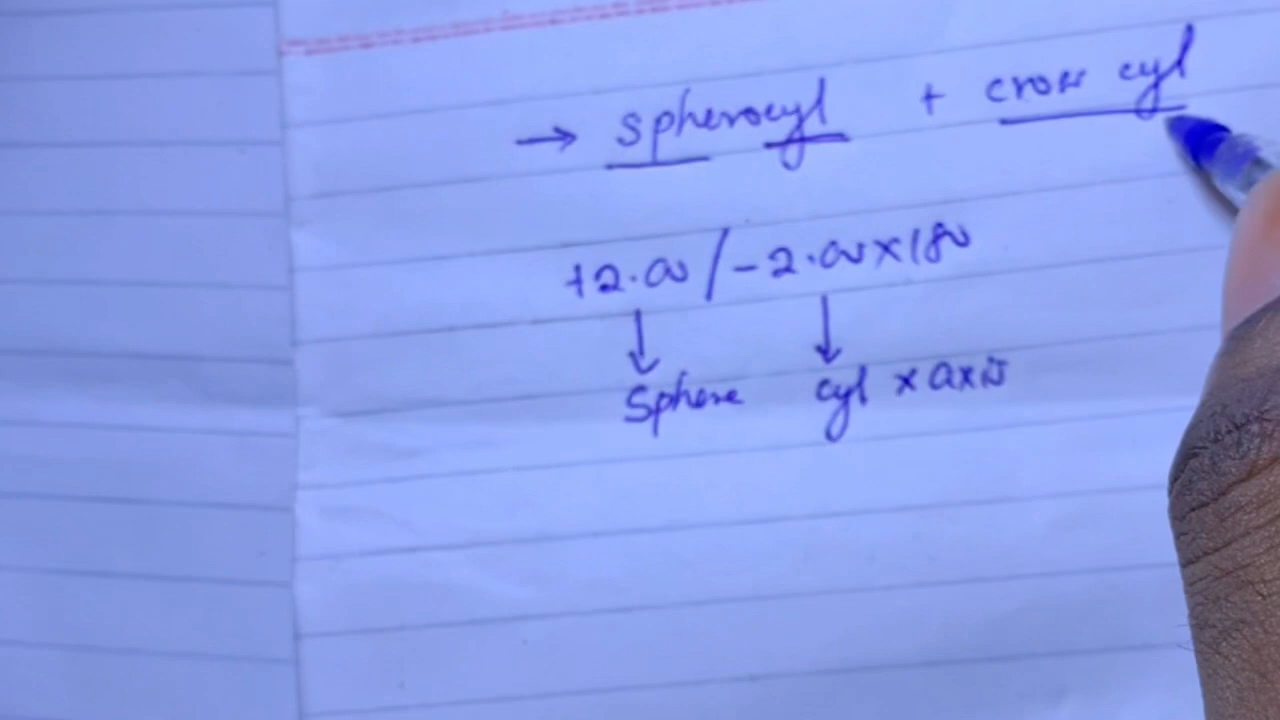 → spherocyl + cross cyl
+2.00 / -2.00 x 180
↓ ↓
Sphere cyl x axis